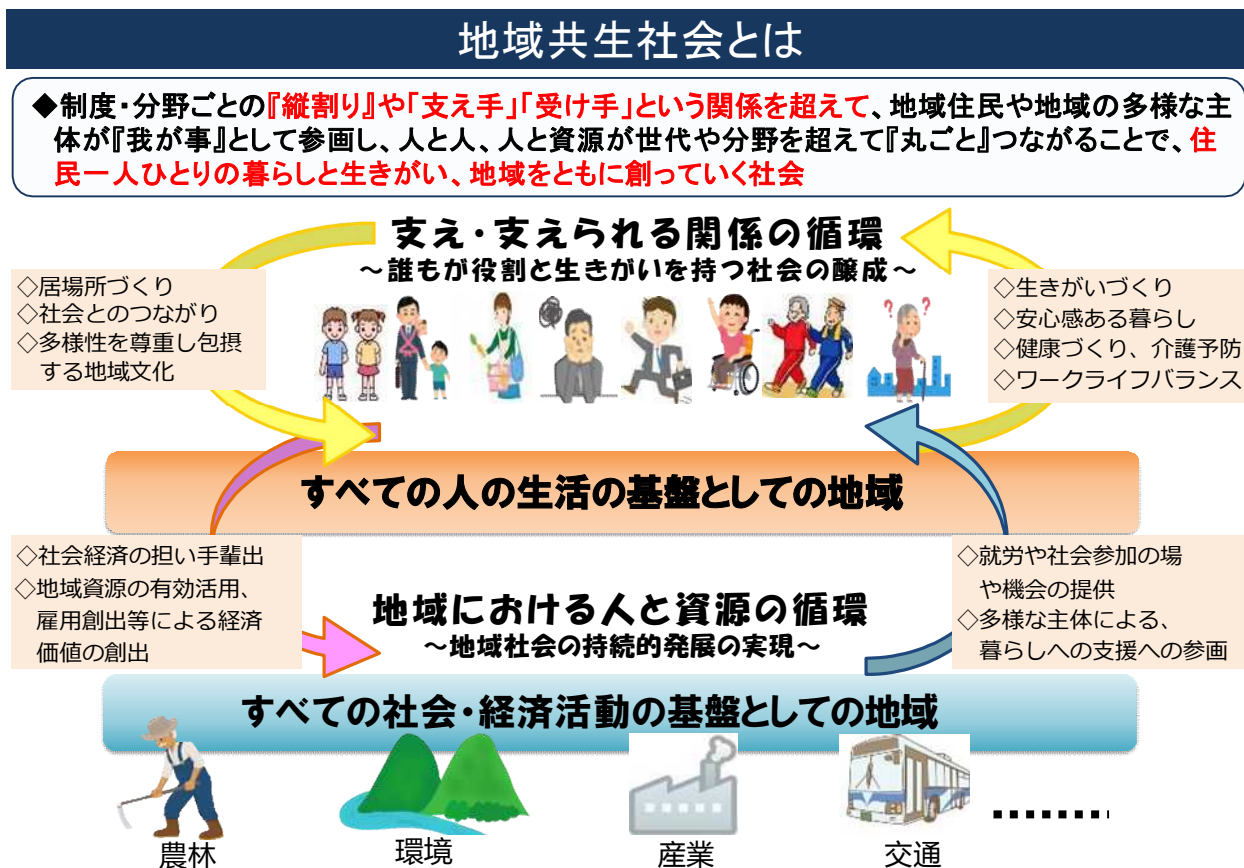 地域共生社会とは
◆制度・分野ごとの『縦割り』や「支え手」「受け手」という関係を超えて、地域住民や地域の多様な主
体が『我が事』として参画し、人と人、人と資源が世代や分野を超えて『丸ごと』つながることで、住
民一人ひとりの暮らしと生きがい、地域をともに創っていく社会
支え・支えられる関係の循環
～誰もが役割と生きがいを持つ社会の醸成～
◇居場所づくり
◇社会とのつながり
◇多様性を尊重し包摂
する地域文化
◇生きがいづくり
◇安心感ある暮らし
◇健康づくり、介護予防
◇ワークライフバランス
??
すべての人の生活の基盤としての地域
◇社会経済の担い手輩出
◇地域資源の有効活用、
雇用創出等による経済
価値の創出
地域における人と資源の循環
～地域社会の持続的発展の実現～
◇就労や社会参加の場
や機会の提供
◇多様な主体による、
暮らしへの支援への参画
すべての社会・経済活動の基盤としての地域
農林
環境
産業
交通
………